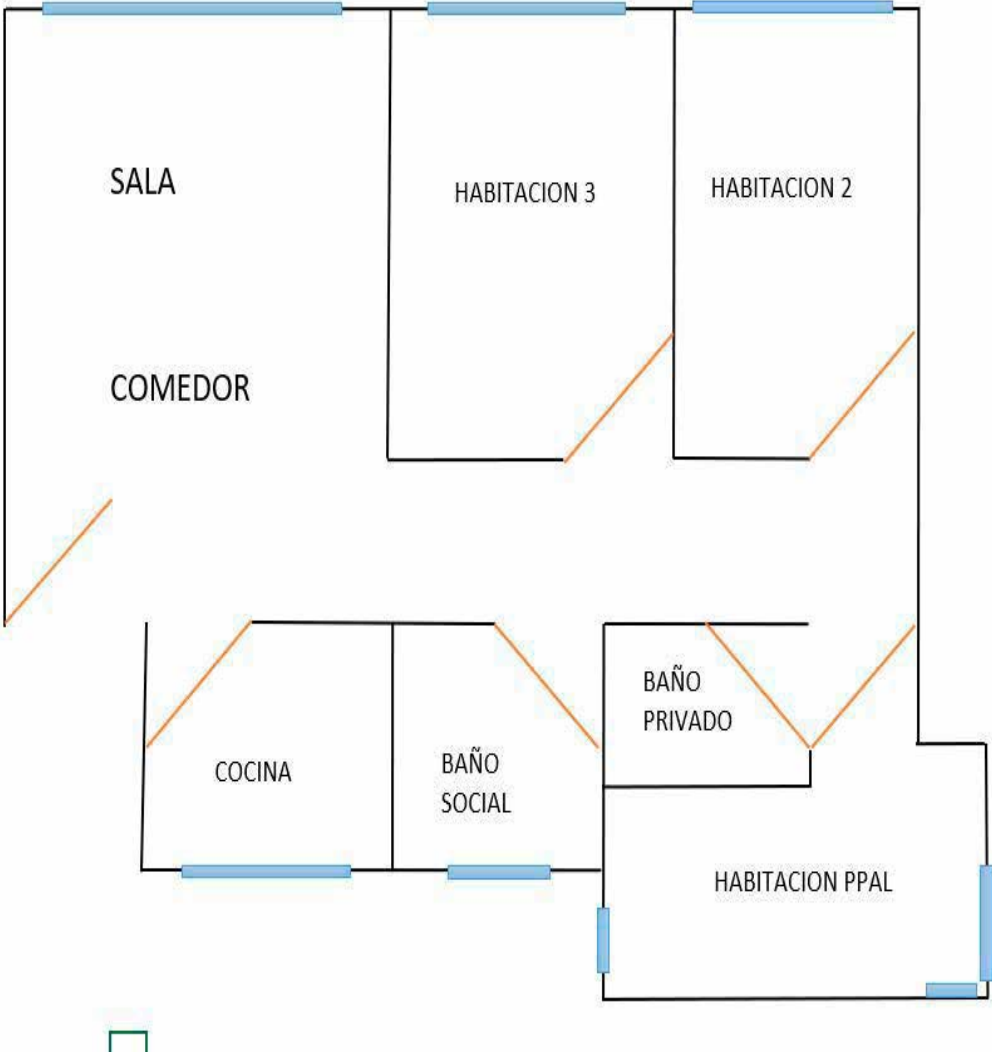 SALA
HABITACION 3
HABITACION 2
COMEDOR
BAÑO
PRIVADO
COCINA
BAÑO
SOCIAL
HABITACION PPAL